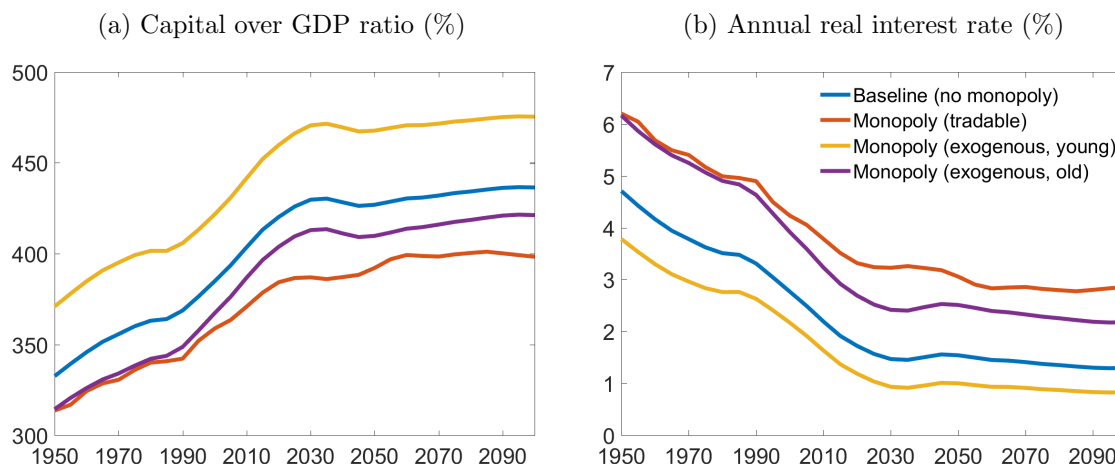 (a) Capital over GDP ratio (%)
500
450
400
350
300
1950 1970 1990 2010 2030 2050 2070 2090
(b) Annual real interest rate (%)
7
6
5
4
3
2
1
0
Baseline (no monopoly)
Monopoly (tradable)
Monopoly (exogenous, young)
Monopoly (exogenous, old)
1950 1970 1990 2010 2030 2050 2070 2090